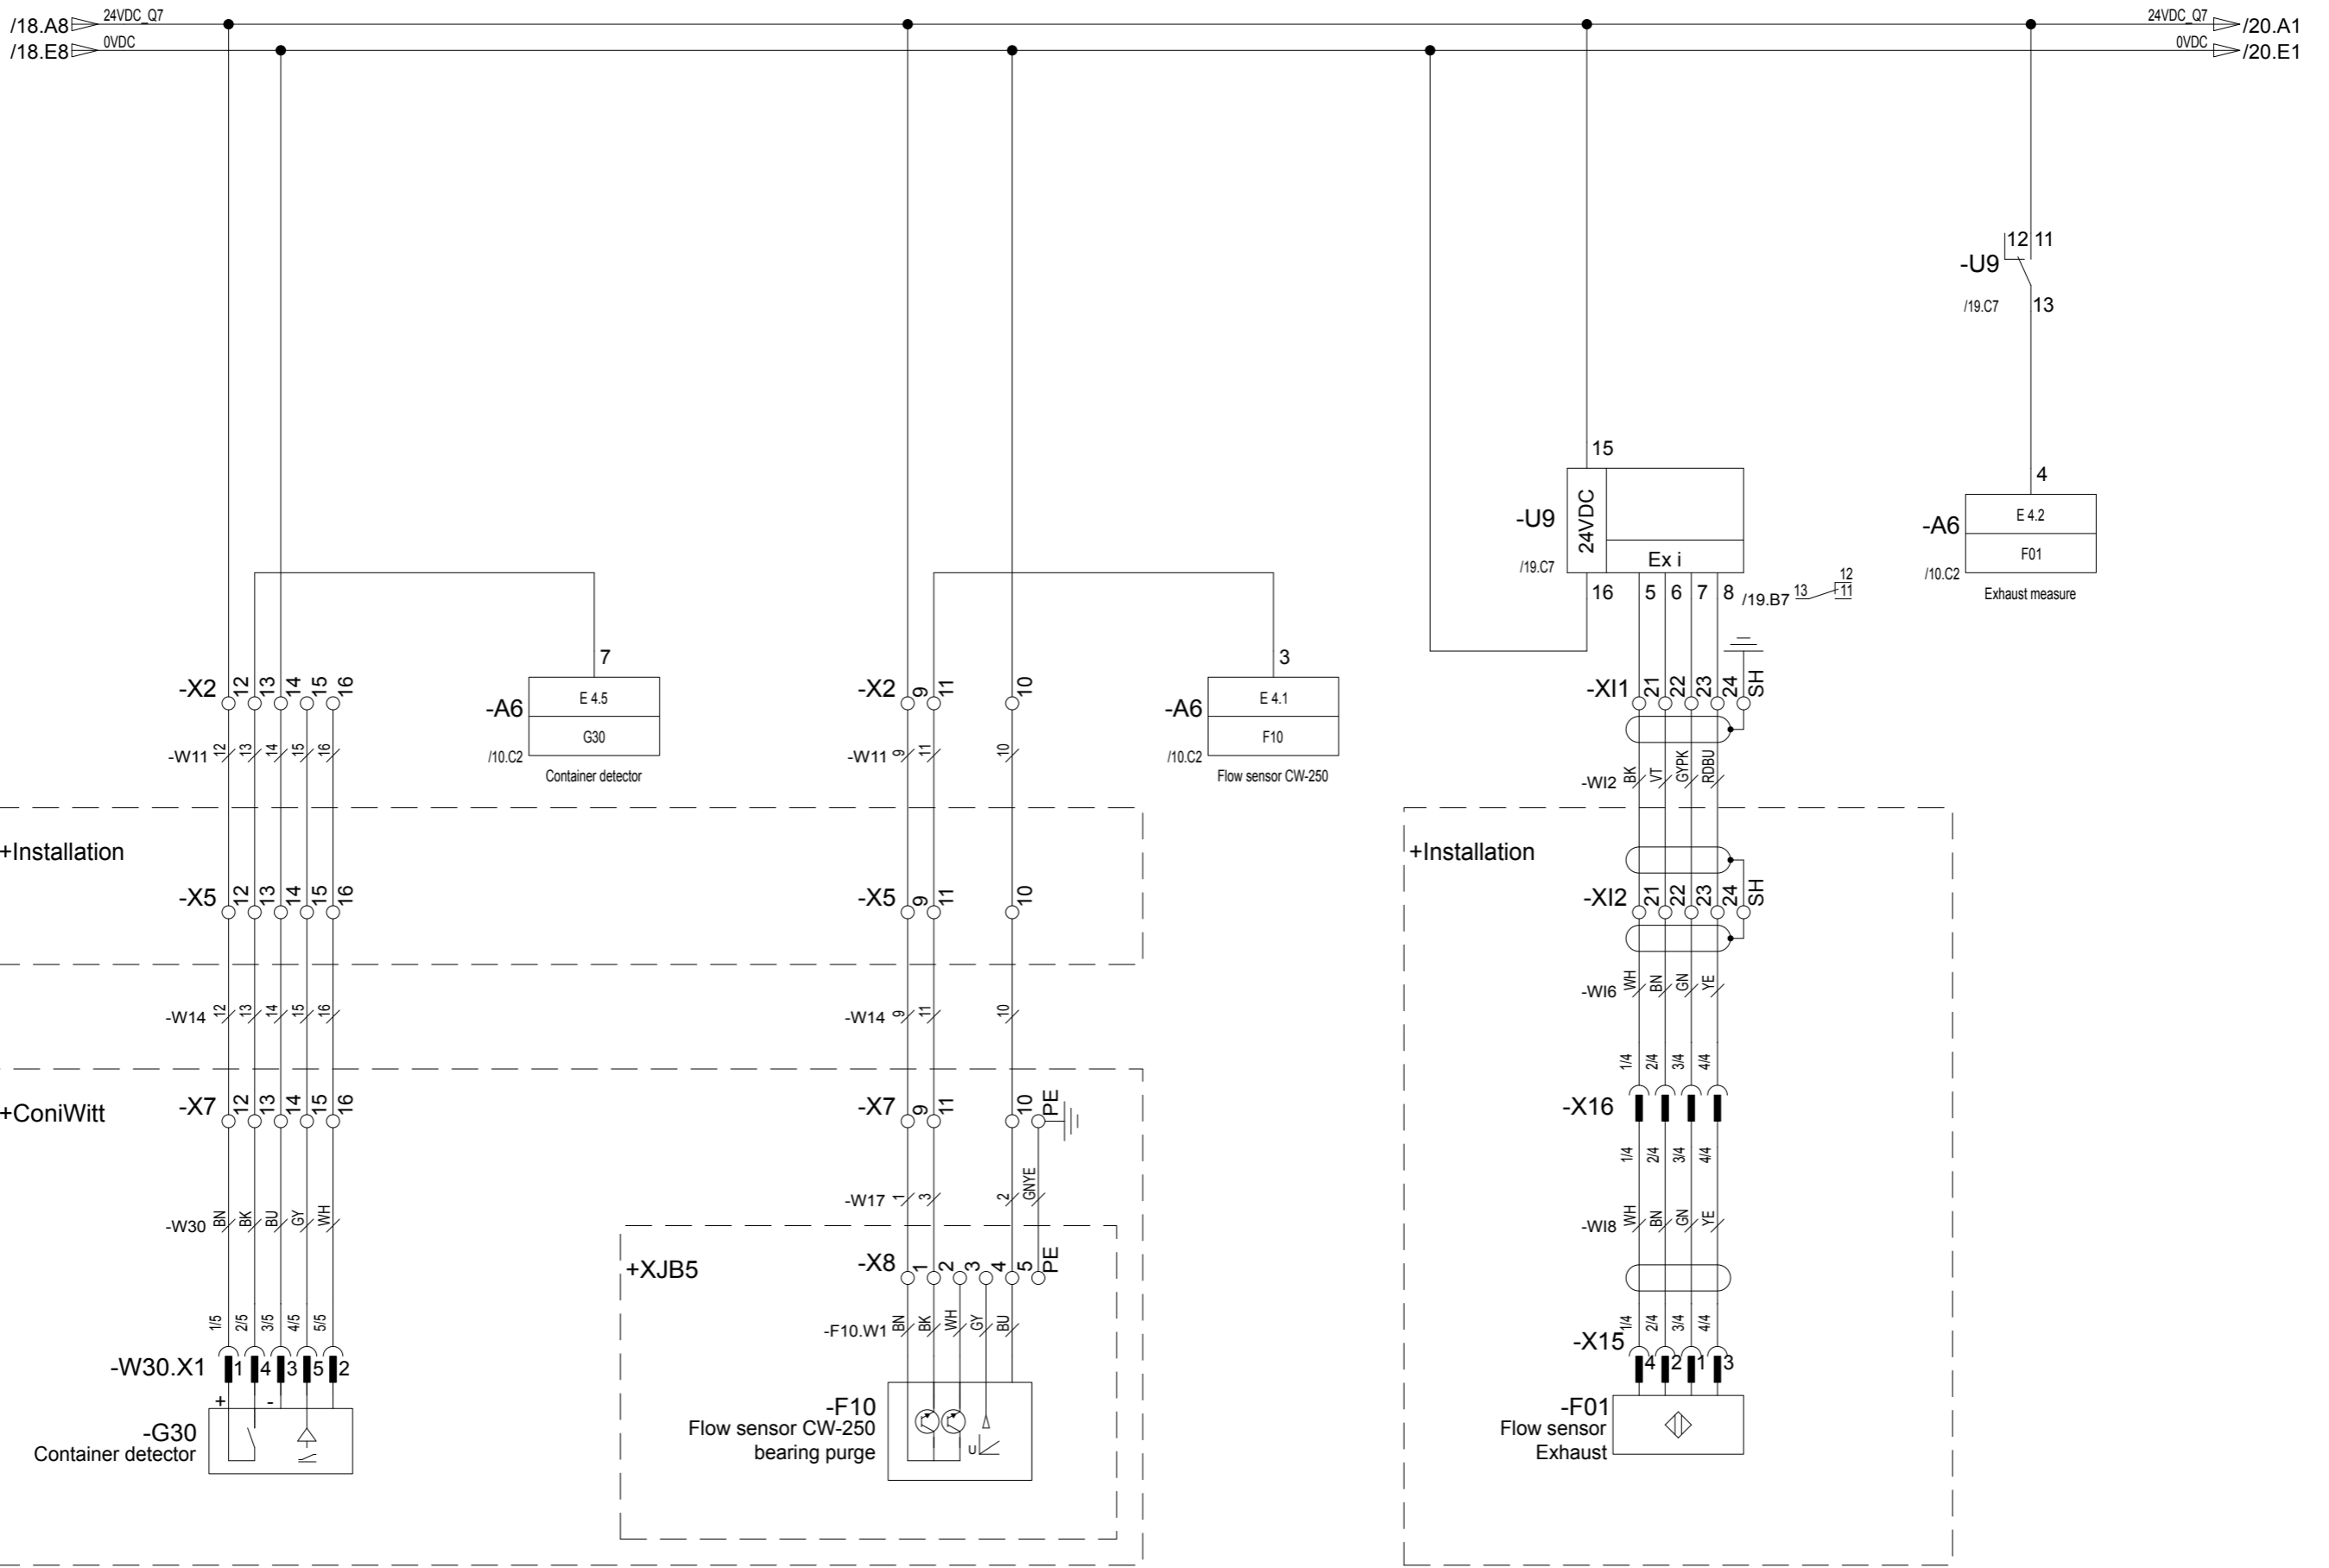 /18.A8 24VDC_Q7 24VDC_Q7 /20.A1
/18.E8 0VDC 0VDC /20.E1
12 11
-U9
/19.C7 13
15
4
-U9 24VDC
Ex i
/19.C7
16 5 6 7 8 /19.B7 13 12 11
-A6 E 4.2
F01
/10.C2
Exhaust measure
7
-X2 12 13 14 15 16
-A6 E 4.5
G30
/10.C2
Container detector
-W11 12 13 14 15 16
3
-X2 9 11 10
-A6 E 4.1
F10
/10.C2
Flow sensor CW-250
-W11 9 11 10
-XI1 21 22 23 24 SH
-WI2 BK VT GYPK RDBU
+Installation
-X5 12 13 14 15 16
-X5 9 11 10
+Installation
-XI2 21 22 23 24 SH
-W14 12 13 14 15 16
-W14 9 11 10
-WI6 WH BN GN YE
1/4 2/4 3/4 4/4
+ConiWitt
-X7 12 13 14 15 16
-X7 9 11 10 PE
-X16
1/4 2/4 3/4 4/4
-W30 BN BK BU GY WH
-W17 1 3 2 GNYE
-WI8 WH BN GN YE
+XJB5
-X8 1 2 3 4 5 PE
-F10.W1 BN BK WH GY BU
1/5 2/5 3/5 4/5 5/5
1/4 2/4 3/4 4/4
-W30.X1 1 4 3 5 2
-X15 4 2 1 3
+ -
-G30
Container detector
-F10
Flow sensor CW-250
bearing purge
U
-F01
Flow sensor
Exhaust